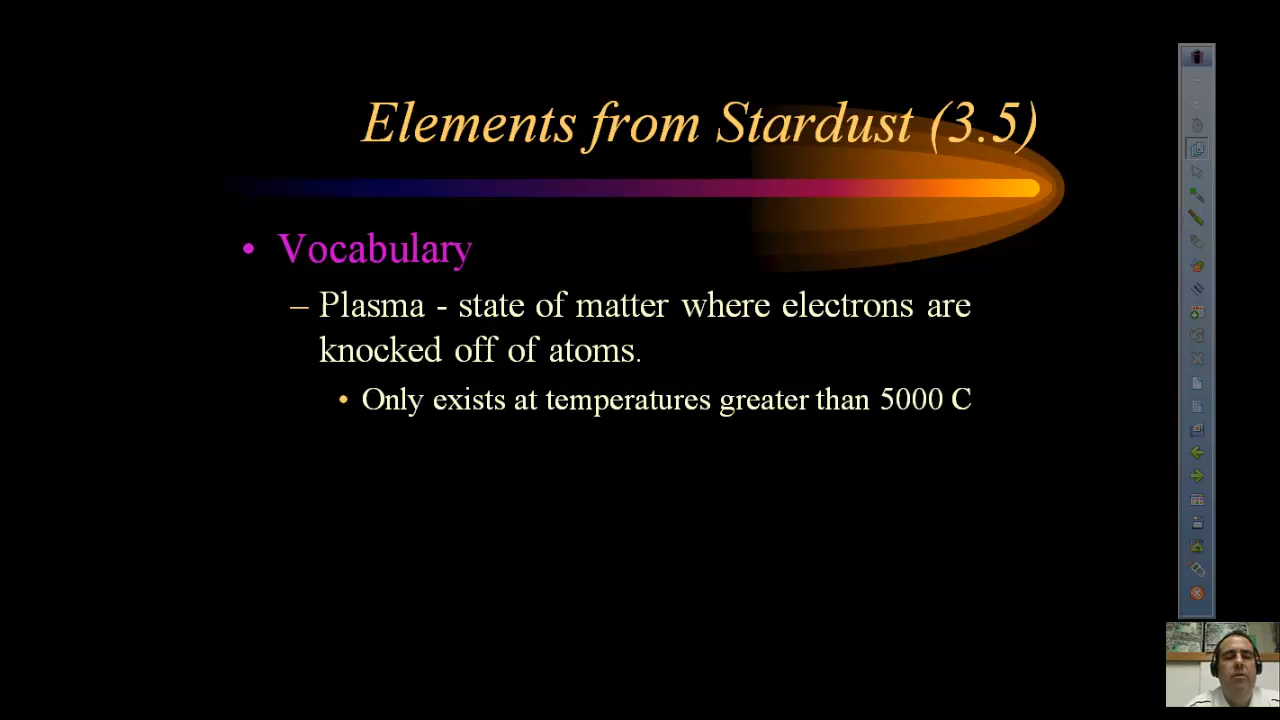 Elements from Stardust (3.5)
• Vocabulary
– Plasma - state of matter where electrons are
knocked off of atoms.
• Only exists at temperatures greater than 5000 C